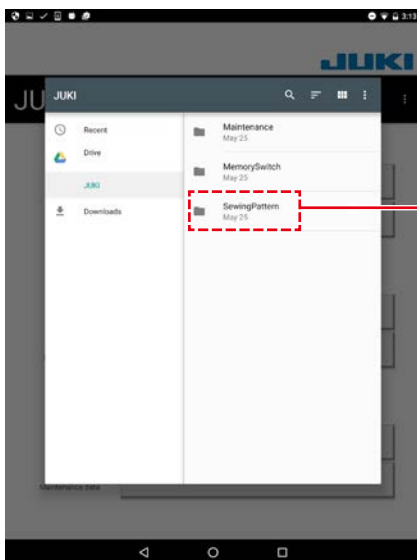 3:13
JUKI
JU
JUKI
Recent
Drive
JUKI
Downloads
Maintenance
May 25
MemorySwitch
May 25
SewingPattern
May 25
Maintenance data